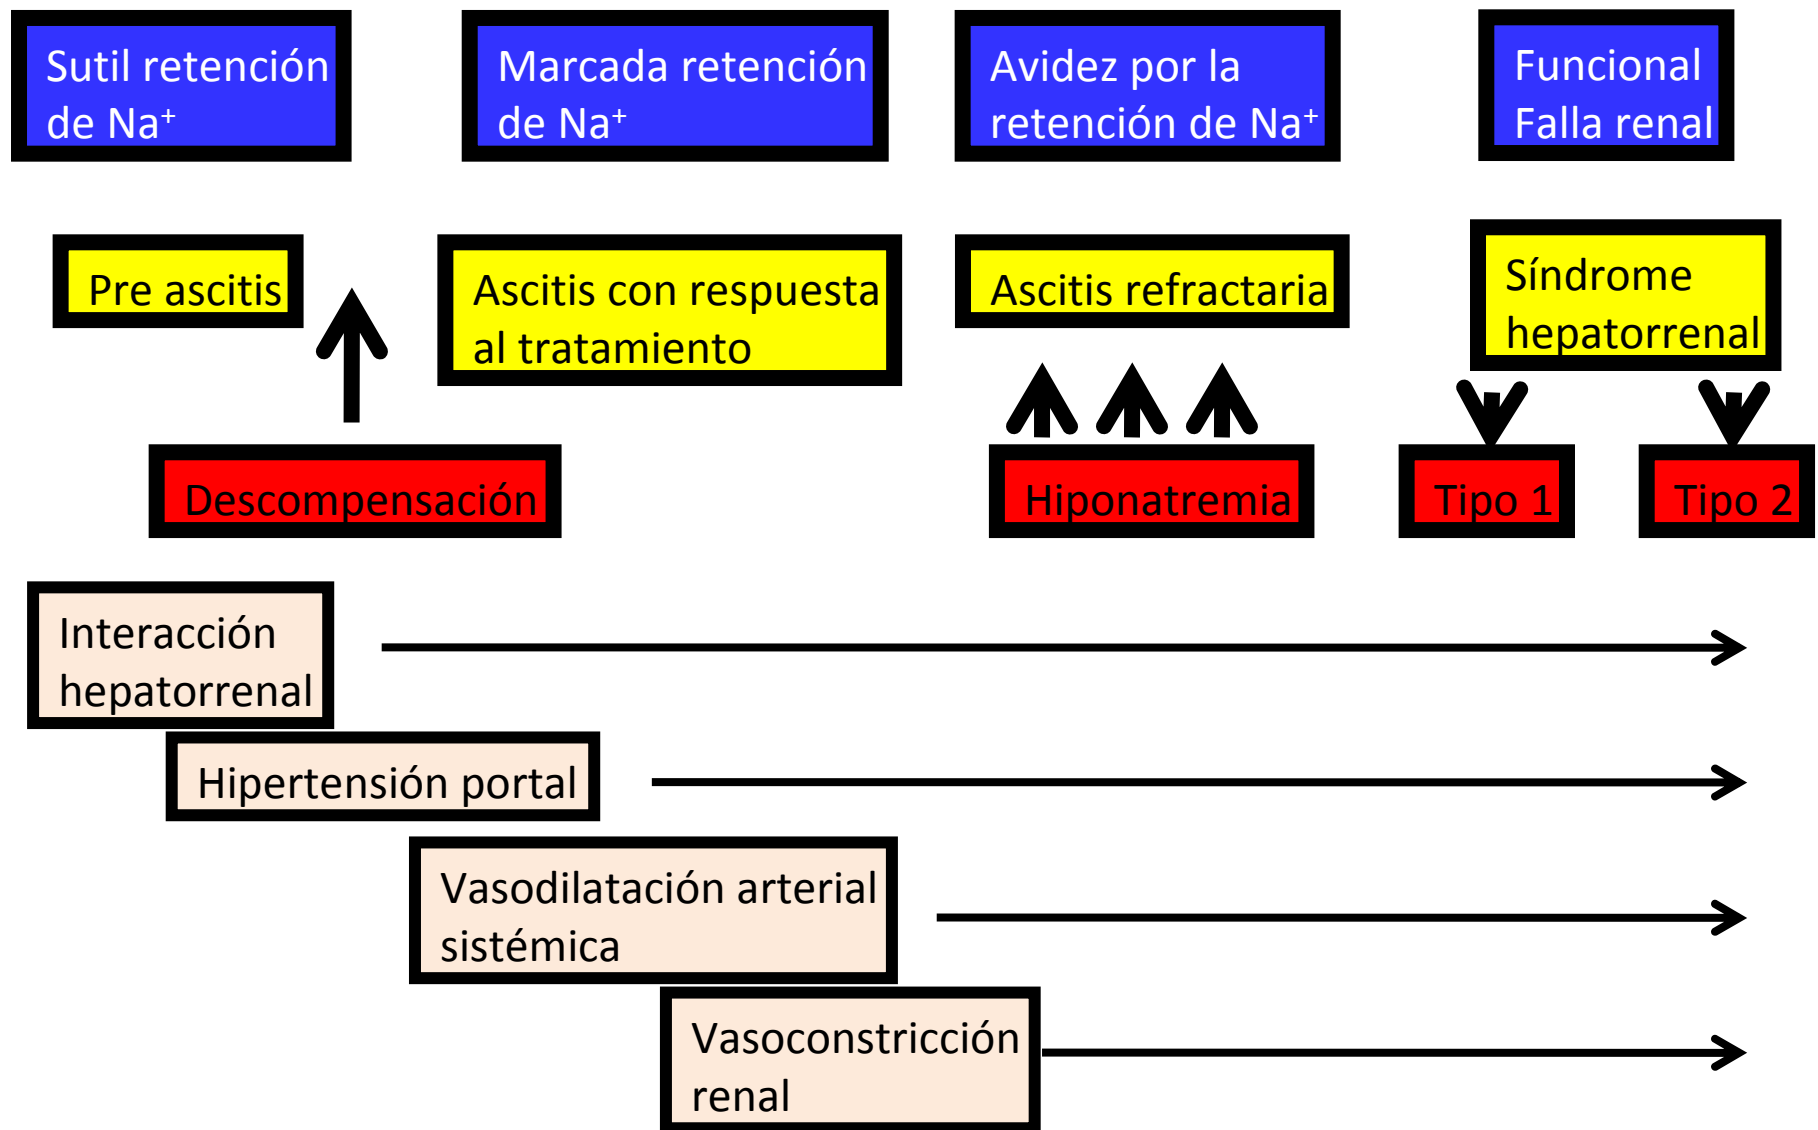 Sutil retención
de Na⁺
Marcada retención
de Na⁺
Avidez por la
retención de Na⁺
Funcional
Falla renal
Pre ascitis
Ascitis con respuesta
al tratamiento
Ascitis refractaria
Síndrome
hepatorrenal
Descompensación
Hiponatremia
Tipo 1
Tipo 2
Interacción
hepatorrenal
Hipertensión portal
Vasodilatación arterial
sistémica
Vasoconstricción
renal